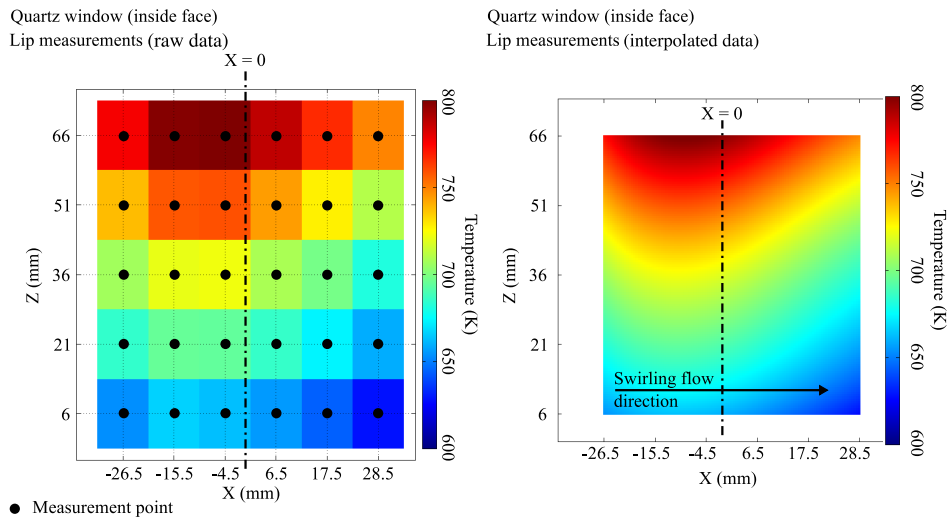 Quartz window (inside face)
Lip measurements (raw data)
X = 0
66
51
36
21
6
Z (mm)
-26.5 -15.5 -4.5 6.5 17.5 28.5
X (mm)
800
750
700
650
600
Temperature (K)
● Measurement point
Quartz window (inside face)
Lip measurements (interpolated data)
X = 0
66
51
36
21
6
Z (mm)
Swirling flow
direction
-26.5 -15.5 -4.5 6.5 17.5 28.5
X (mm)
800
750
700
650
600
Temperature (K)